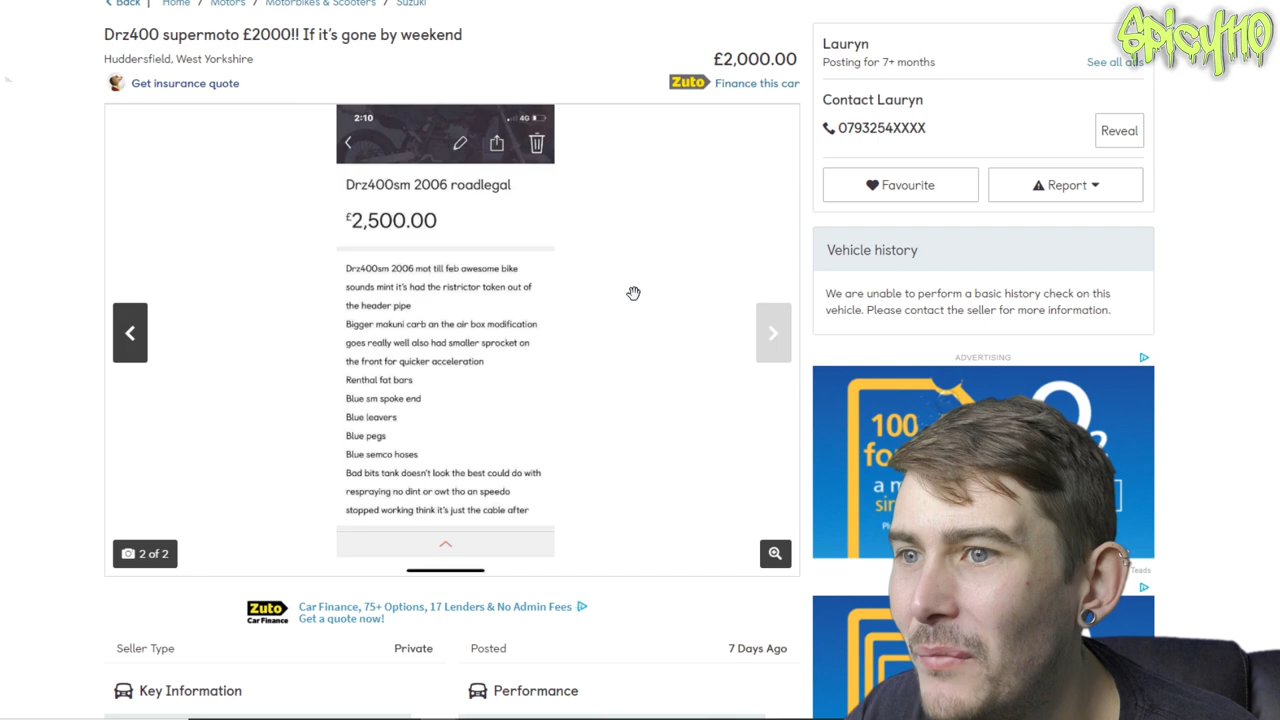 Back / Home / Motors / Motorbikes & Scooters / Suzuki
SPiCY110
Drz400 supermoto £2000!! If it's gone by weekend
Huddersfield, West Yorkshire
£2,000.00
Get insurance quote
Zuto Finance this car
2:10
4G
Drz400sm 2006 roadlegal
£2,500.00
Drz400sm 2006 mot till feb awesome bike
sounds mint it's had the ristrictor taken out of
the header pipe
Bigger makuni carb an the air box modification
goes really well also had smaller sprocket on
the front for quicker acceleration
Renthal fat bars
Blue sm spoke end
Blue leavers
Blue pegs
Blue semco hoses
Bad bits tank doesn't look the best could do with
respraying no dint or owt tho an speedo
stopped working think it's just the cable after
2 of 2
Zuto Car Finance
Car Finance, 75+ Options, 17 Lenders & No Admin Fees
Get a quote now!
Seller Type Private
Posted 7 Days Ago
Key Information
Performance
Lauryn
Posting for 7+ months
See all ads
Contact Lauryn
0793254XXXX
Reveal
Favourite
Report
Vehicle history
We are unable to perform a basic history check on this
vehicle. Please contact the seller for more information.
ADVERTISING
100
fo
a m
sin
O2
Teads